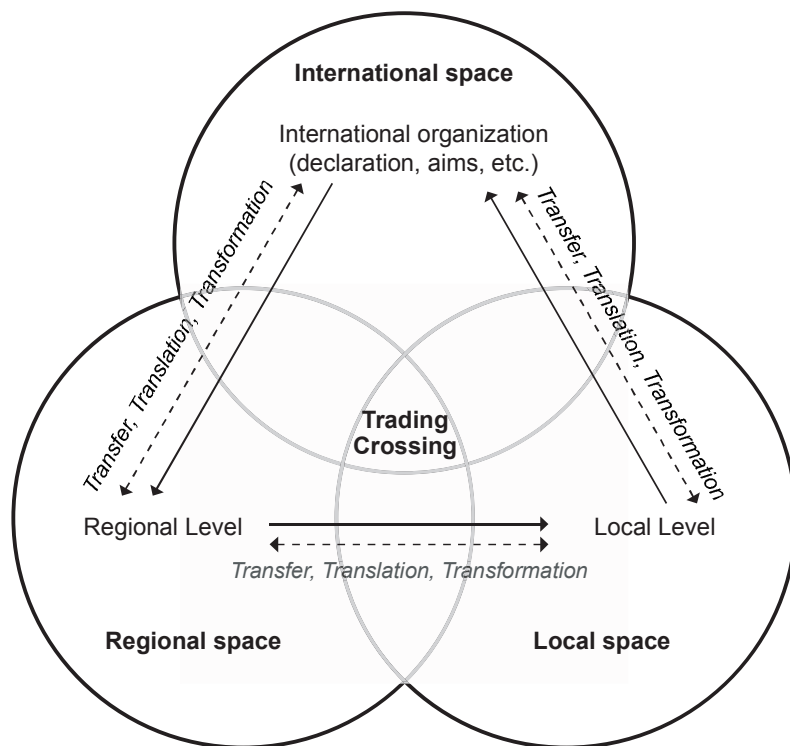 International space
International organization
(declaration, aims, etc.)
Transfer, Translation, Transformation
Transfer, Translation, Transformation
Trading
Crossing
Regional Level
Local Level
Transfer, Translation, Transformation
Regional space
Local space